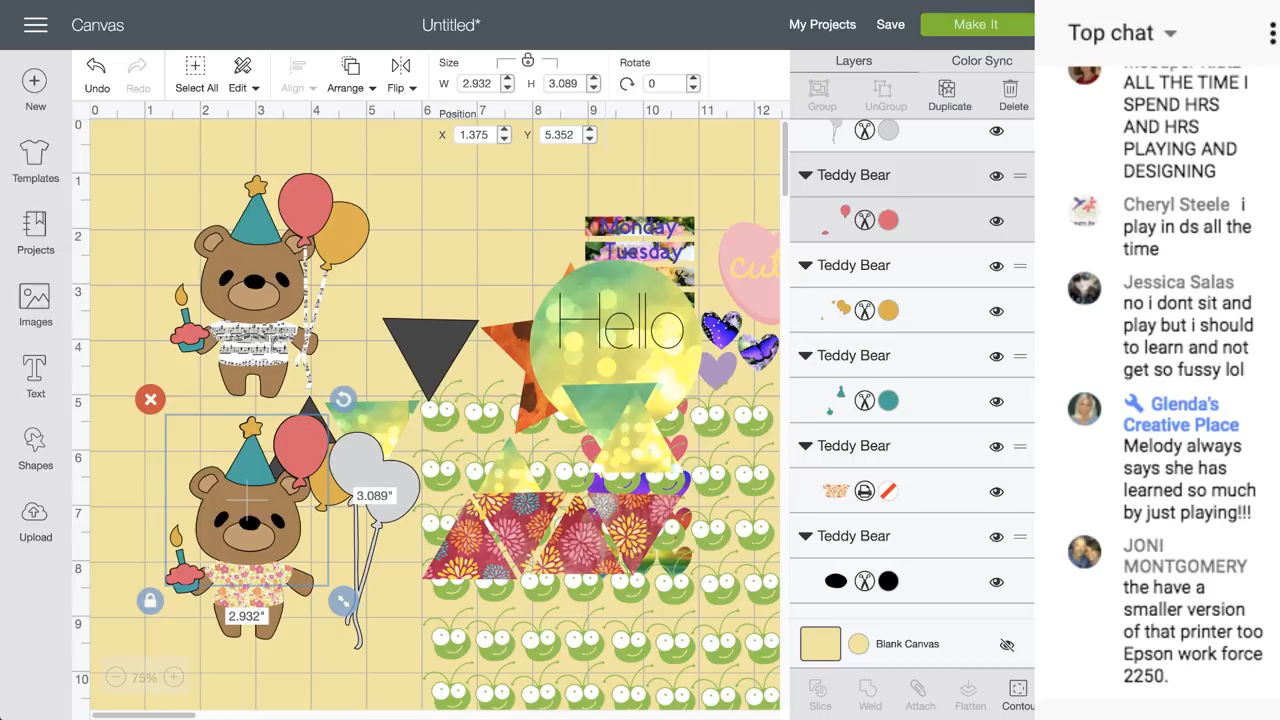 Canvas
Untitled*
My Projects
Save
Make It
Top chat
New
Templates
Projects
Images
Text
Shapes
Upload
Undo
Redo
Select All
Edit
Align
Arrange
Flip
Size
W 2.932
H 3.089
Rotate
0
Position
X 1.375
Y 5.352
0 1 2 3 4 5 6 7 8 9 10 11 12
0
1
2
3
4
5
6
7
8
9
10
Monday
Tuesday
Hello
3.089"
2.932"
75%
Layers
Color Sync
Group
UnGroup
Duplicate
Delete
Teddy Bear
Teddy Bear
Teddy Bear
Teddy Bear
Teddy Bear
Blank Canvas
Slice
Weld
Attach
Flatten
Contou
ALL THE TIME I
SPEND HRS
AND HRS
PLAYING AND
DESIGNING
Cheryl Steele i
play in ds all the
time
Jessica Salas
no i dont sit and
play but i should
to learn and not
get so fussy lol
Glenda's
Creative Place
Melody always
says she has
learned so much
by just playing!!!
JONI
MONTGOMERY
the have a
smaller version
of that printer too
Epson work force
2250.